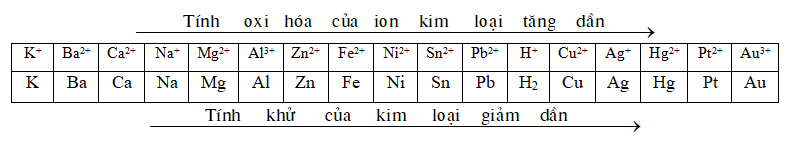 Tính oxi hóa của ion kim loại tăng dần
K⁺ Ba²⁺ Ca²⁺ Na⁺ Mg²⁺ Al³⁺ Zn²⁺ Fe²⁺ Ni²⁺ Sn²⁺ Pb²⁺ H⁺ Cu²⁺ Ag⁺ Hg²⁺ Pt²⁺ Au³⁺
K Ba Ca Na Mg Al Zn Fe Ni Sn Pb H₂ Cu Ag Hg Pt Au
Tính khử của kim loại giảm dần